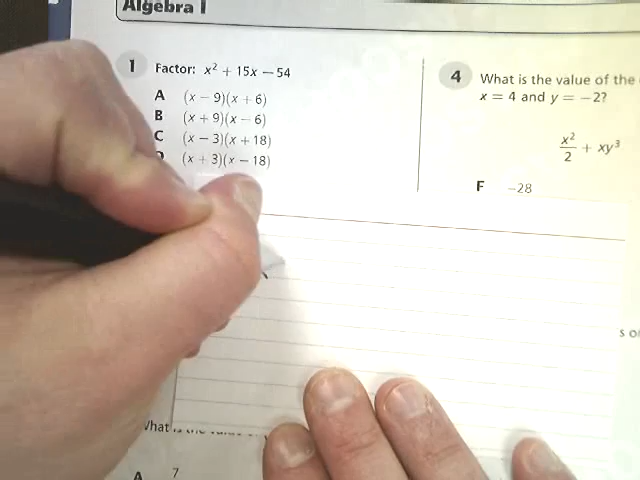 Algebra I
1 Factor: x² + 15x – 54
A (x – 9)(x + 6)
B (x + 9)(x – 6)
C (x – 3)(x + 18)
(x + 3)(x – 18)
4 What is the value of the
x = 4 and y = –2?
x²/2 + xy³
F –28
A 7